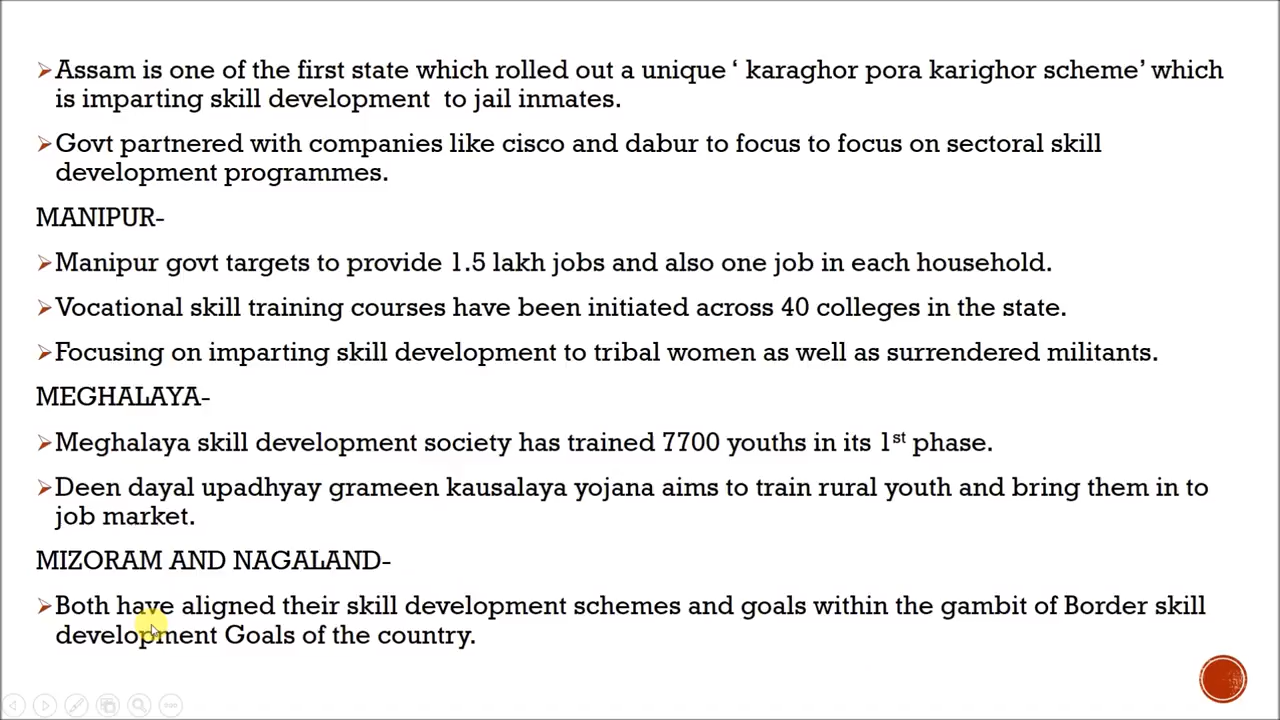 Assam is one of the first state which rolled out a unique ‘ karaghor pora karighor scheme’ which
is imparting skill development to jail inmates.
Govt partnered with companies like cisco and dabur to focus to focus on sectoral skill
development programmes.
MANIPUR-
Manipur govt targets to provide 1.5 lakh jobs and also one job in each household.
Vocational skill training courses have been initiated across 40 colleges in the state.
Focusing on imparting skill development to tribal women as well as surrendered militants.
MEGHALAYA-
Meghalaya skill development society has trained 7700 youths in its 1st phase.
Deen dayal upadhyay grameen kausalaya yojana aims to train rural youth and bring them in to
job market.
MIZORAM AND NAGALAND-
Both have aligned their skill development schemes and goals within the gambit of Border skill
development Goals of the country.